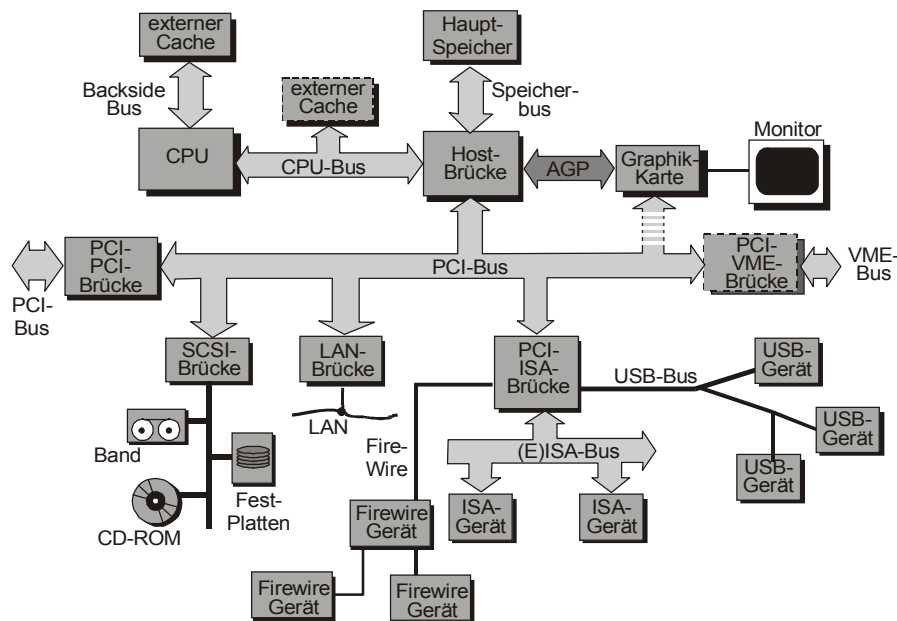 externer
Cache
Haupt-
Speicher
Backside
Bus
externer
Cache
Speicher-
bus
Monitor
CPU
CPU-Bus
Host-
Brücke
AGP
Graphik-
Karte
PCI-
PCI-
Brücke
PCI-Bus
PCI-
VME-
Brücke
VME-
Bus
PCI-
Bus
SCSI-
Brücke
LAN-
Brücke
PCI-
ISA-
Brücke
USB-Bus
USB-
Gerät
LAN
Band
Fire-
Wire
(E)ISA-Bus
USB-
Gerät
USB-
Gerät
Fest-
Platten
CD-ROM
ISA-
Gerät
ISA-
Gerät
Firewire
Gerät
Firewire
Gerät
Firewire
Gerät